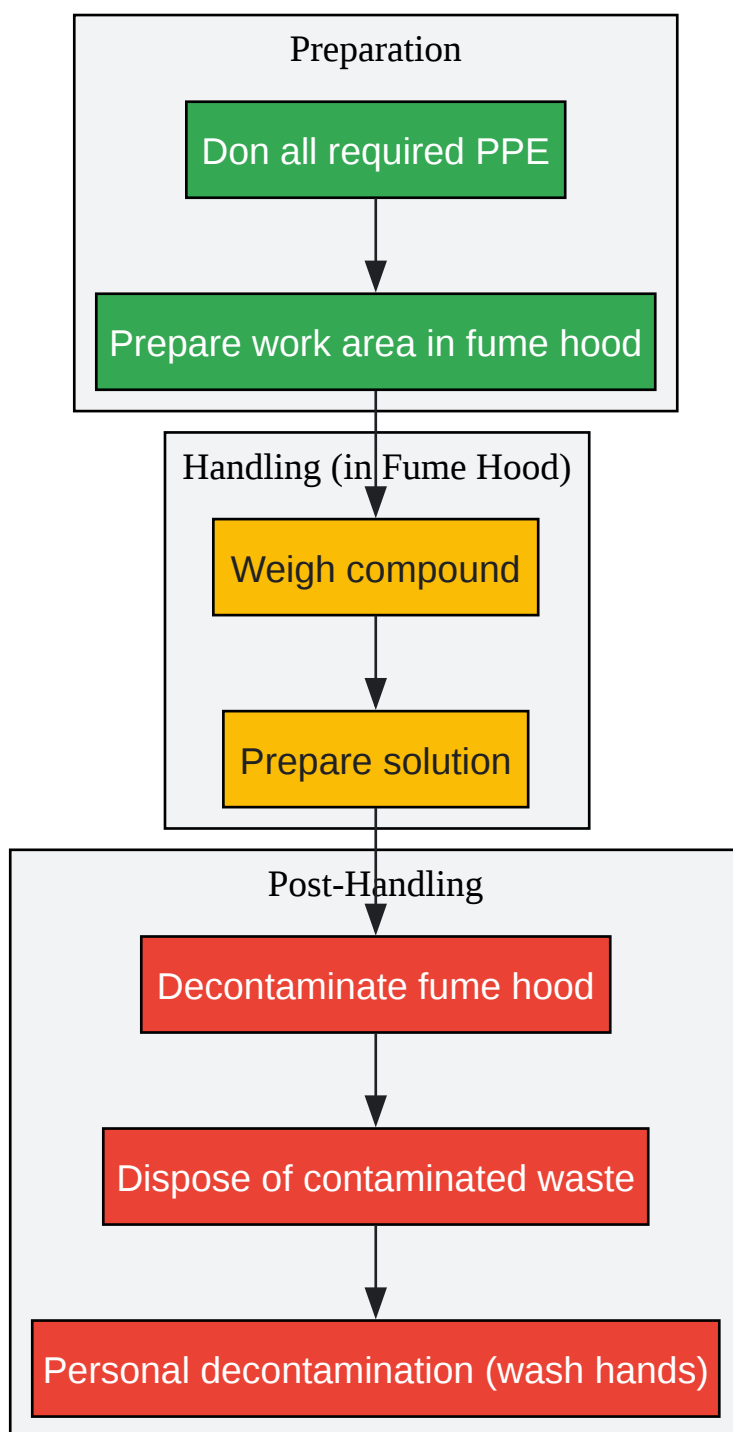 Preparation
Don all required PPE
Prepare work area in fume hood
Handling (in Fume Hood)
Weigh compound
Prepare solution
Post-Handling
Decontaminate fume hood
Dispose of contaminated waste
Personal decontamination (wash hands)